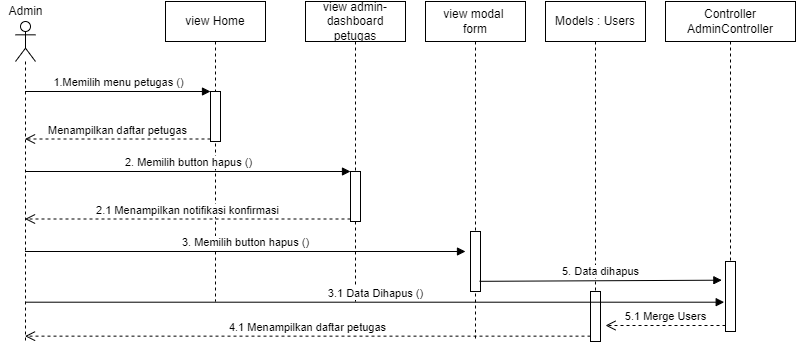 Admin
view Home
view admin-
dashboard
petugas
view modal
form
Models : Users
Controller
AdminController
1.Memilih menu petugas ()
Menampilkan daftar petugas
2. Memilih button hapus ()
2.1 Menampilkan notifikasi konfirmasi
3. Memilih button hapus ()
5. Data dihapus
3.1 Data Dihapus ()
5.1 Merge Users
4.1 Menampilkan daftar petugas